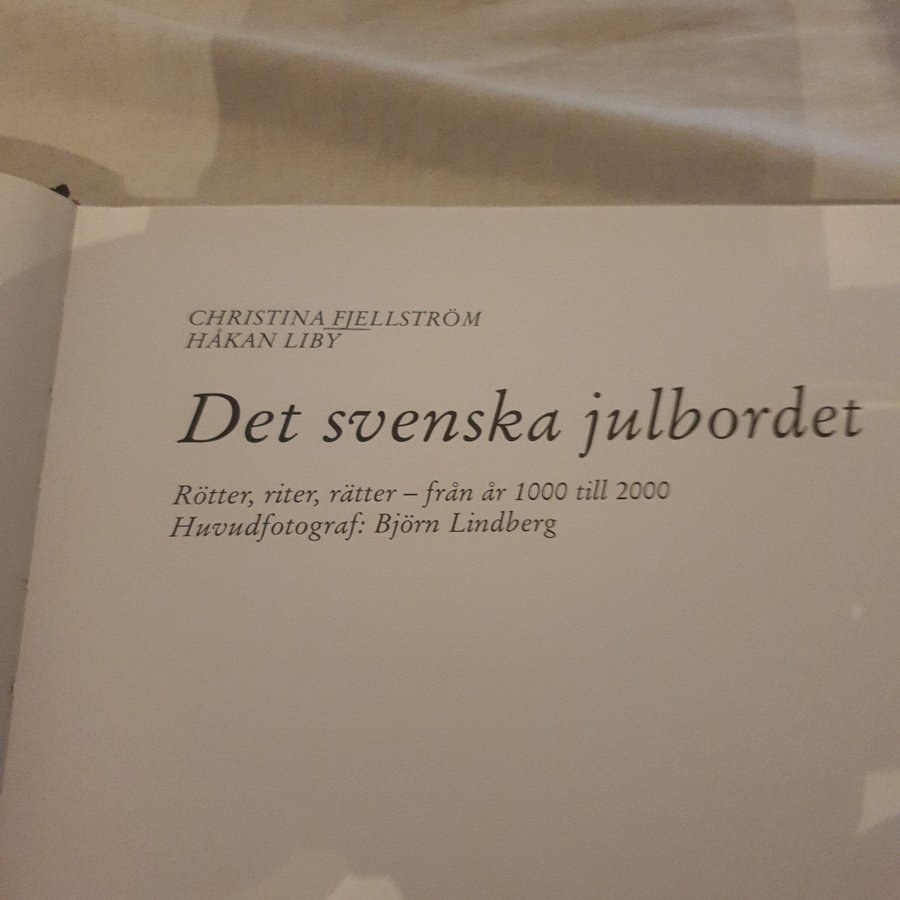 CHRISTINA FJELLSTRÖM
HÅKAN LIBY
Det svenska julbordet
Rötter, riter, rätter – från år 1000 till 2000
Huvudfotograf: Björn Lindberg